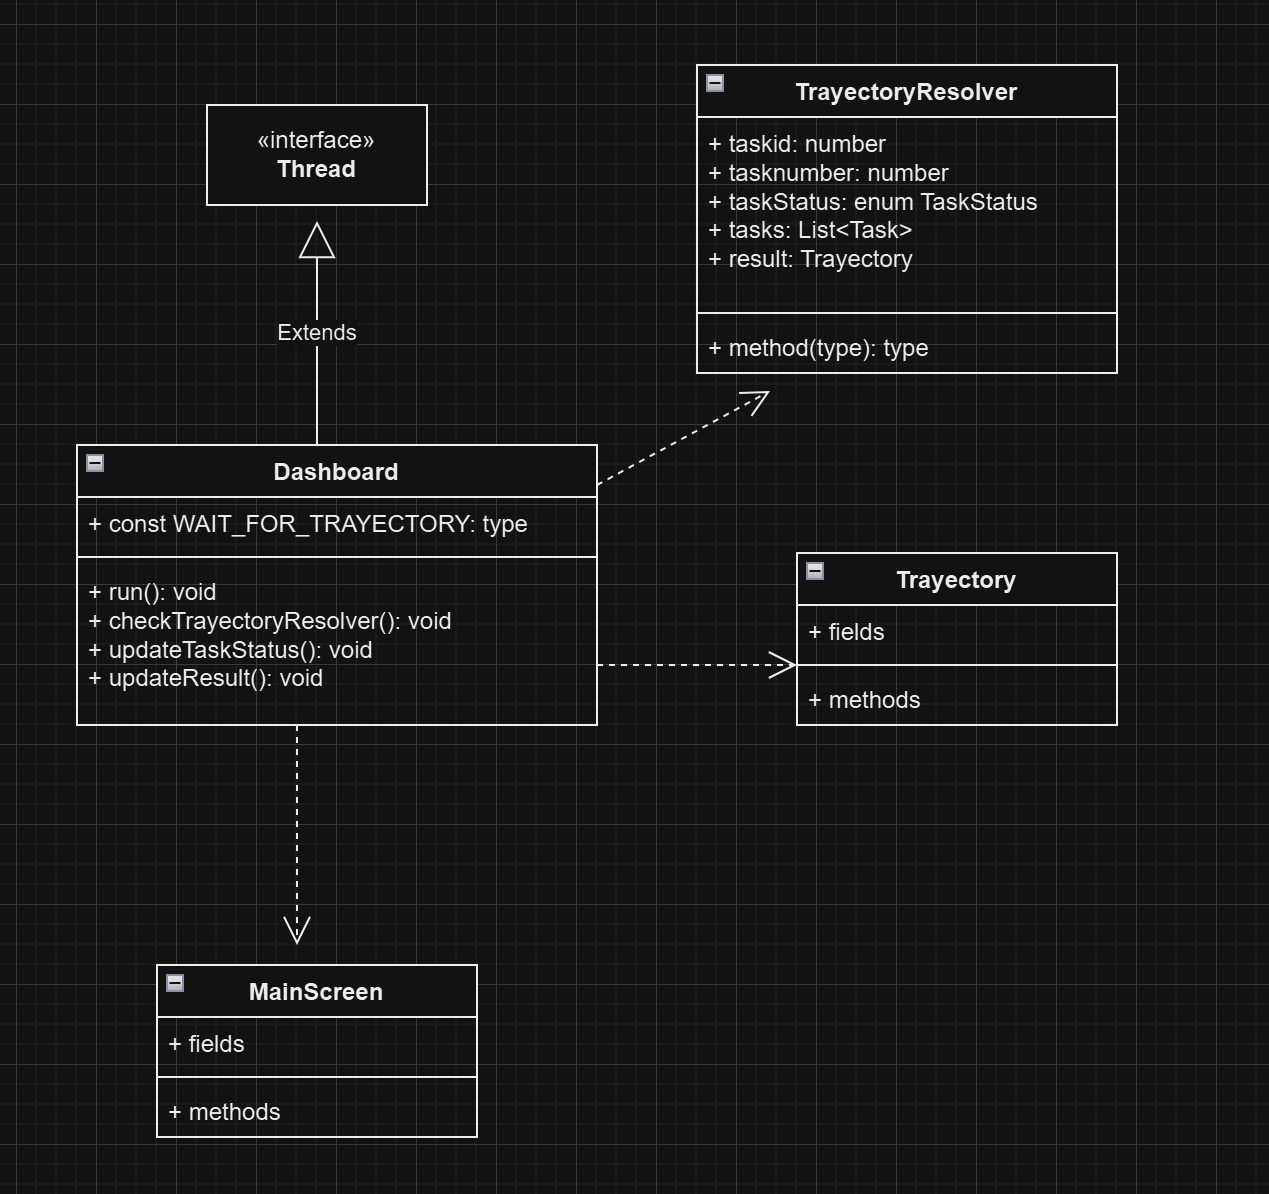 «interface»
Thread
Extends
TrayectoryResolver
+ taskid: number
+ tasknumber: number
+ taskStatus: enum TaskStatus
+ tasks: List<Task>
+ result: Trayectory
+ method(type): type
Dashboard
+ const WAIT_FOR_TRAYECTORY: type
+ run(): void
+ checkTrayectoryResolver(): void
+ updateTaskStatus(): void
+ updateResult(): void
Trayectory
+ fields
+ methods
MainScreen
+ fields
+ methods